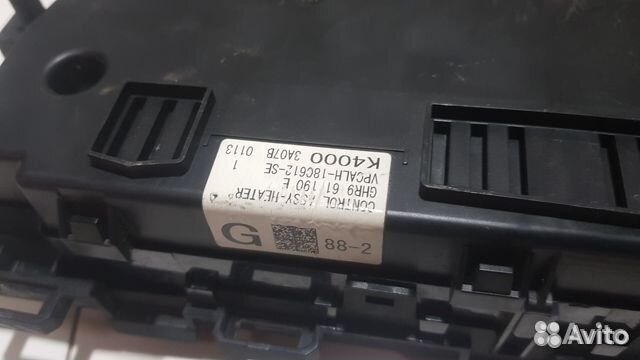 CONTROL ASSY-HEATER
GHR9 61 190 E
VPCALH-18C612-SE
1
K4000 3A07B 0113
G
88-2
Avito